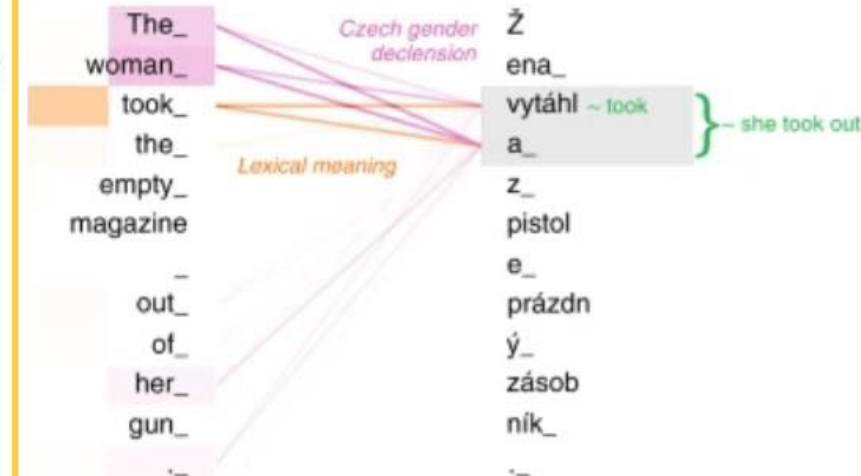 The_
woman_
took_
the_
empty_
magazine
_
out_
of_
her_
gun_
._
Czech gender
declension
Lexical meaning
Ž
ena_
vytáhl ~ took
a_
~ she took out
z_
pistol
e_
prázdn
ý_
zásob
ník_
._